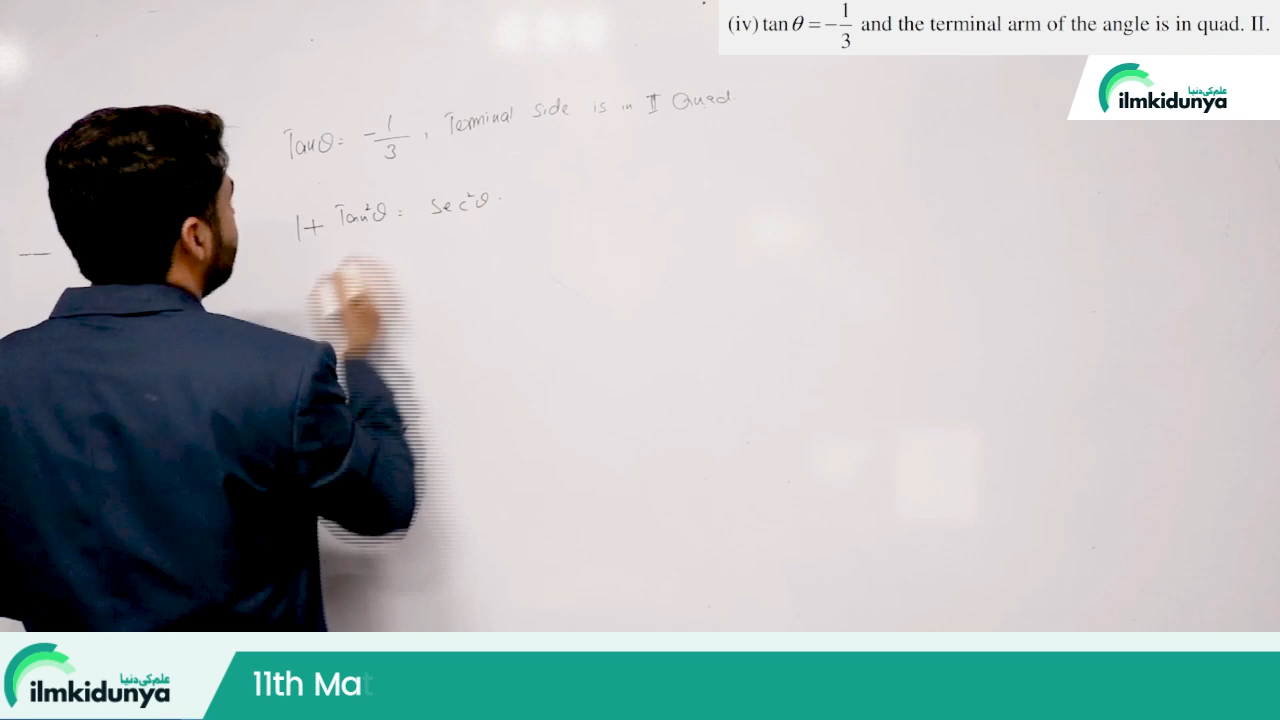 (iv) tan θ = -1/3 and the terminal arm of the angle is in quad. II.
علم کی دنیا
ilmkidunya
Tanθ = -1/3 , Terminal Side is in II Quad.
1 + Tan²θ = Sec²θ.
علم کی دنیا
ilmkidunya
11th Mat